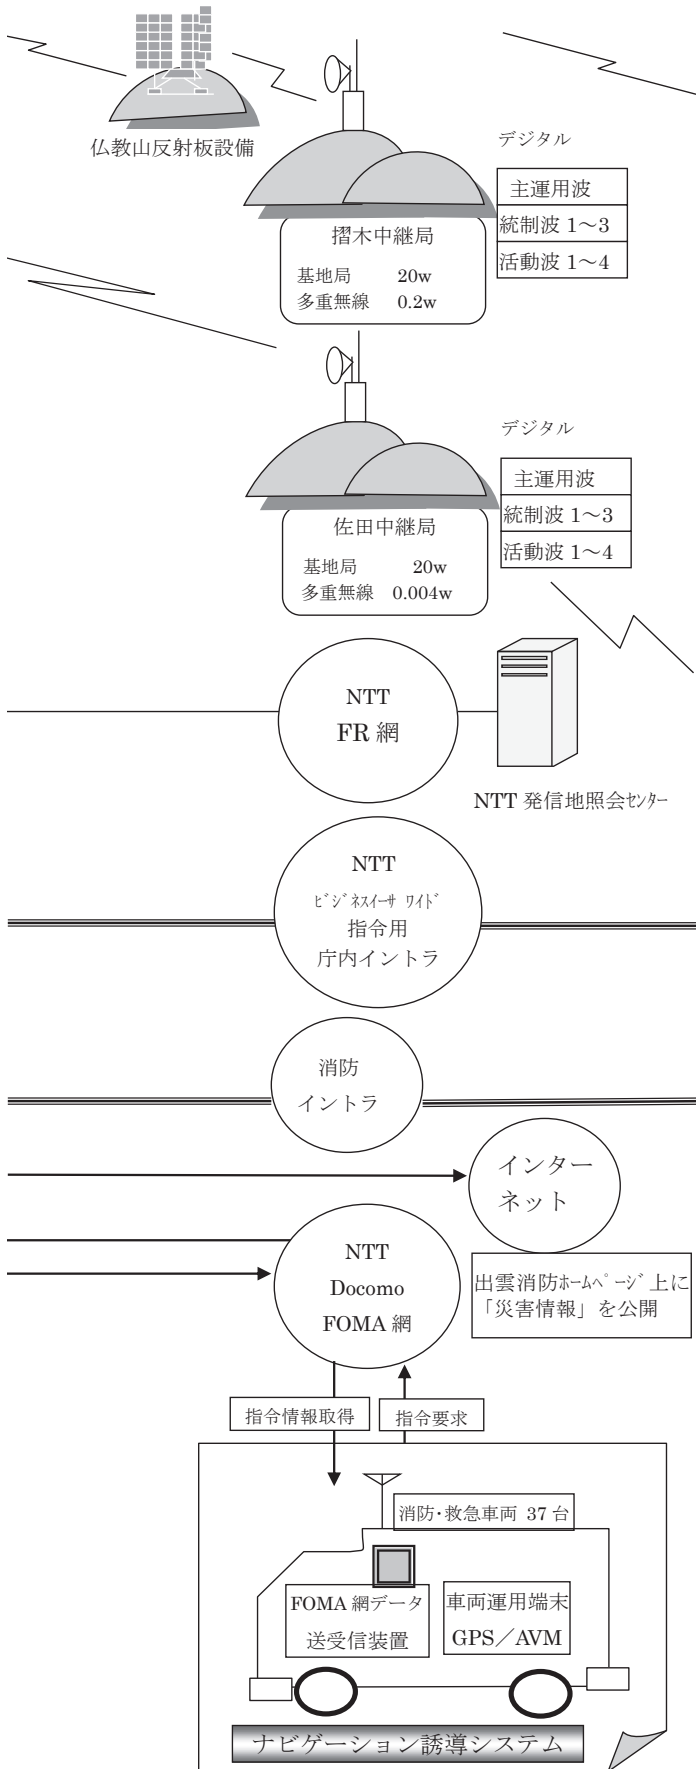 仏教山反射板設備
デジタル
主運用波
統制波 1～3
活動波 1～4
摺木中継局
基地局 20w
多重無線 0.2w
デジタル
主運用波
統制波 1～3
活動波 1～4
佐田中継局
基地局 20w
多重無線 0.004w
NTT
FR 網
NTT 発信地照会ｾﾝﾀｰ
NTT
ﾋﾞｼﾞﾈｽｲｰｻ ﾜｲﾄﾞ
指令用
庁内イントラ
消防
イントラ
インター
ネット
NTT
Docomo
FOMA 網
出雲消防ﾎｰﾑﾍﾟｰｼﾞ上に
「災害情報」を公開
指令情報取得
指令要求
消防･救急車両 37 台
FOMA 網データ
送受信装置
車両運用端末
GPS／AVM
ナビゲーション誘導システム